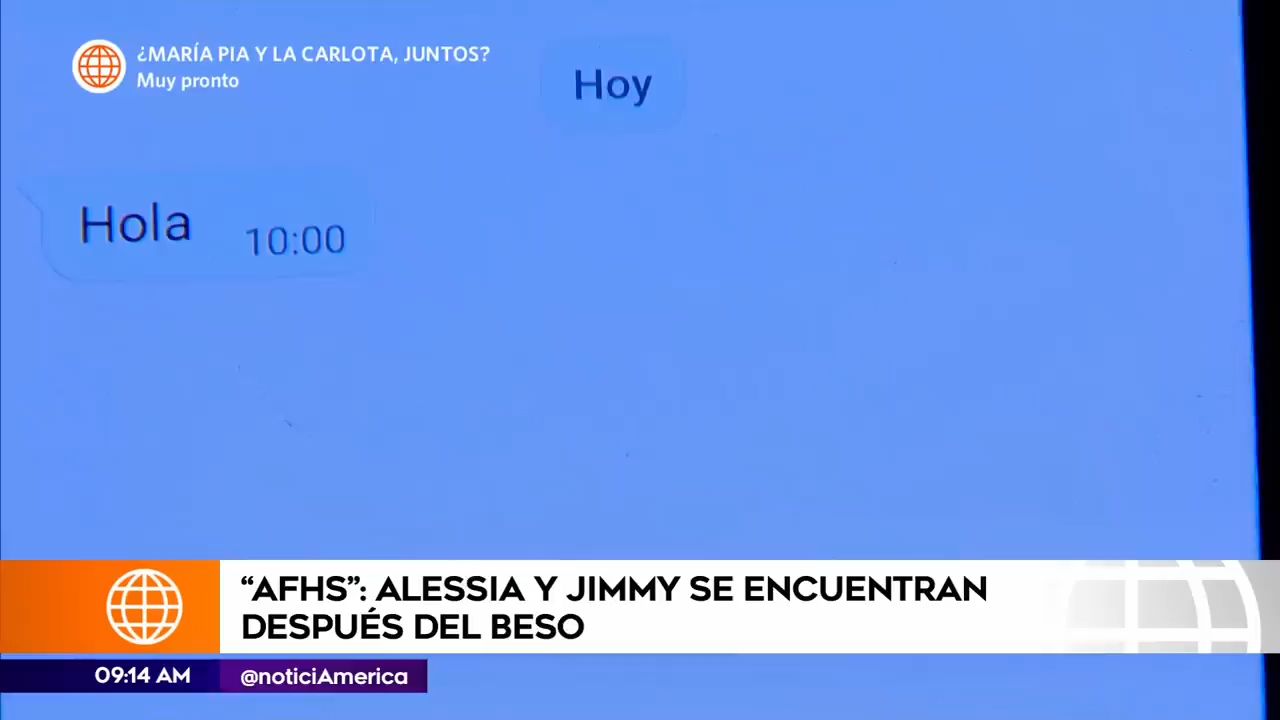 ¿MARÍA PIA Y LA CARLOTA, JUNTOS?
Muy pronto
Hoy
Hola 10:00
“AFHS”: ALESSIA Y JIMMY SE ENCUENTRAN
DESPUÉS DEL BESO
09:14 AM @noticiAmerica